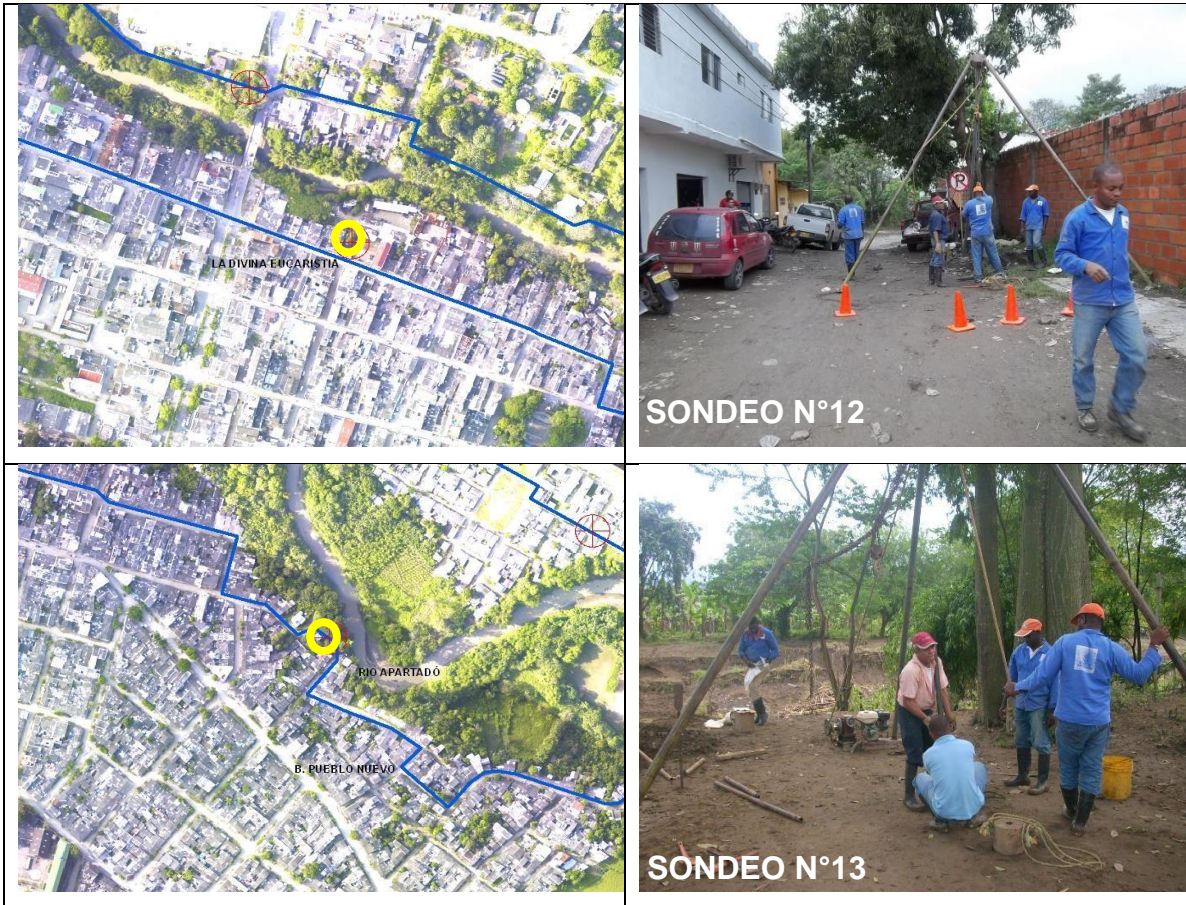 LA DIVINA EUCARISTIA
SONDEO N°12
RIO APARTADÓ
B. PUEBLO NUEVO
SONDEO N°13